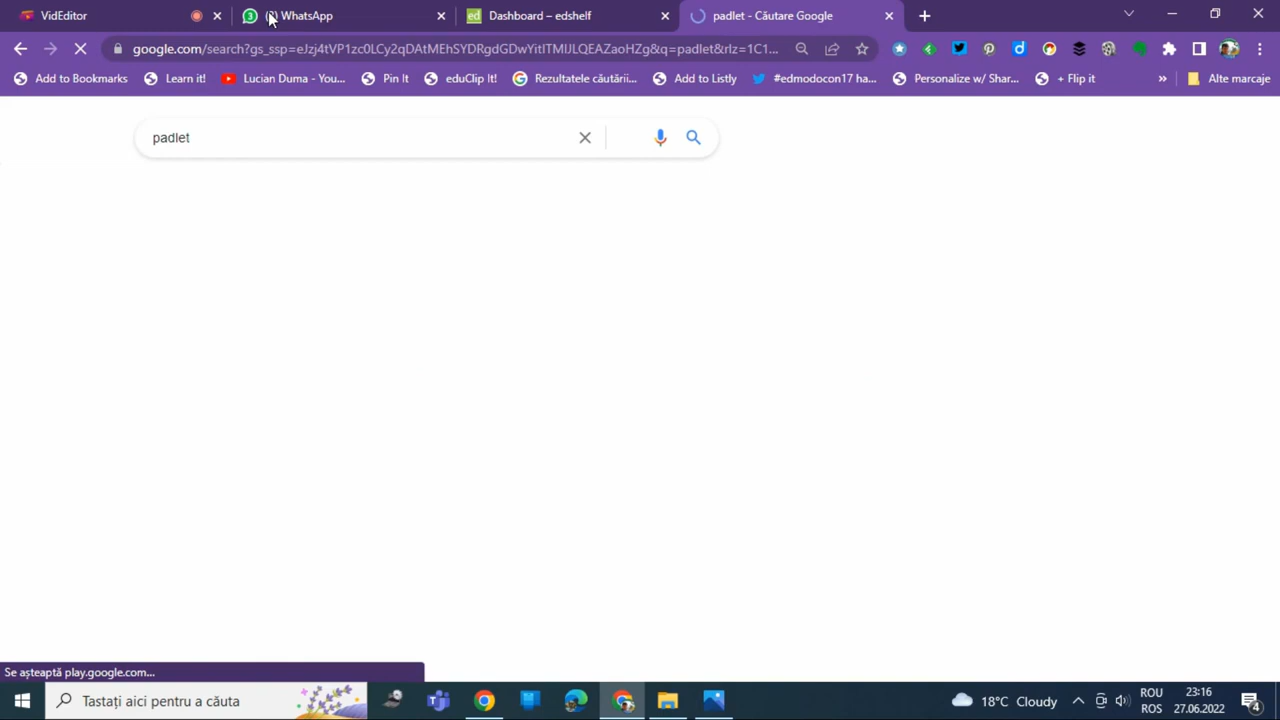 VidEditor
WhatsApp
Dashboard – edshelf
padlet - Căutare Google
google.com/search?gs_ssp=eJzj4tVP1zc0LCy2qDAtMEhSYDRgdGDwYitITMlJLQEAZaoHZg&q=padlet&rlz=1C1...
Add to Bookmarks
Learn it!
Lucian Duma - You...
Pin It
eduClip It!
Rezultatele căutării...
Add to Listly
#edmodocon17 ha...
Personalize w/ Shar...
+ Flip it
»
Alte marcaje
padlet
Se așteaptă play.google.com...
Tastați aici pentru a căuta
18°C Cloudy
ROU
ROS
23:16
27.06.2022
4